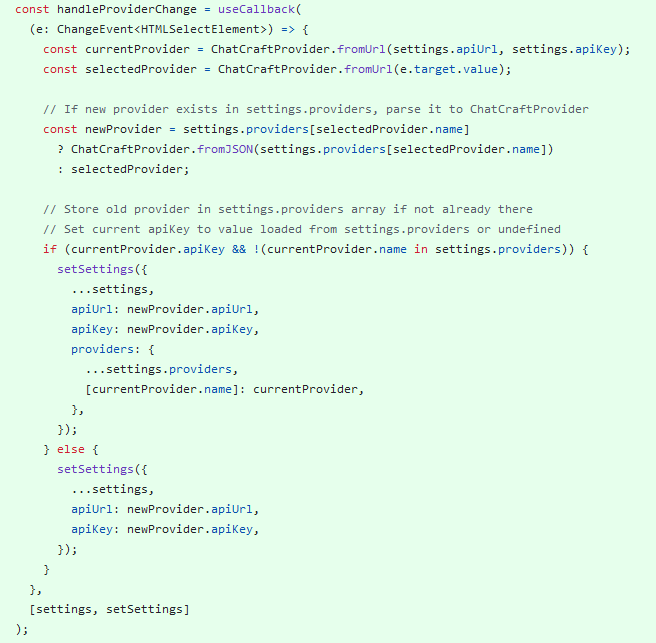 const handleProviderChange = useCallback(
  (e: ChangeEvent<HTMLSelectElement>) => {
    const currentProvider = ChatCraftProvider.fromUrl(settings.apiUrl, settings.apiKey);
    const selectedProvider = ChatCraftProvider.fromUrl(e.target.value);

    // If new provider exists in settings.providers, parse it to ChatCraftProvider
    const newProvider = settings.providers[selectedProvider.name]
      ? ChatCraftProvider.fromJSON(settings.providers[selectedProvider.name])
      : selectedProvider;

    // Store old provider in settings.providers array if not already there
    // Set current apiKey to value loaded from settings.providers or undefined
    if (currentProvider.apiKey && !(currentProvider.name in settings.providers)) {
      setSettings({
        ...settings,
        apiUrl: newProvider.apiUrl,
        apiKey: newProvider.apiKey,
        providers: {
          ...settings.providers,
          [currentProvider.name]: currentProvider,
        },
      });
    } else {
      setSettings({
        ...settings,
        apiUrl: newProvider.apiUrl,
        apiKey: newProvider.apiKey,
      });
    }
  },
  [settings, setSettings]
);